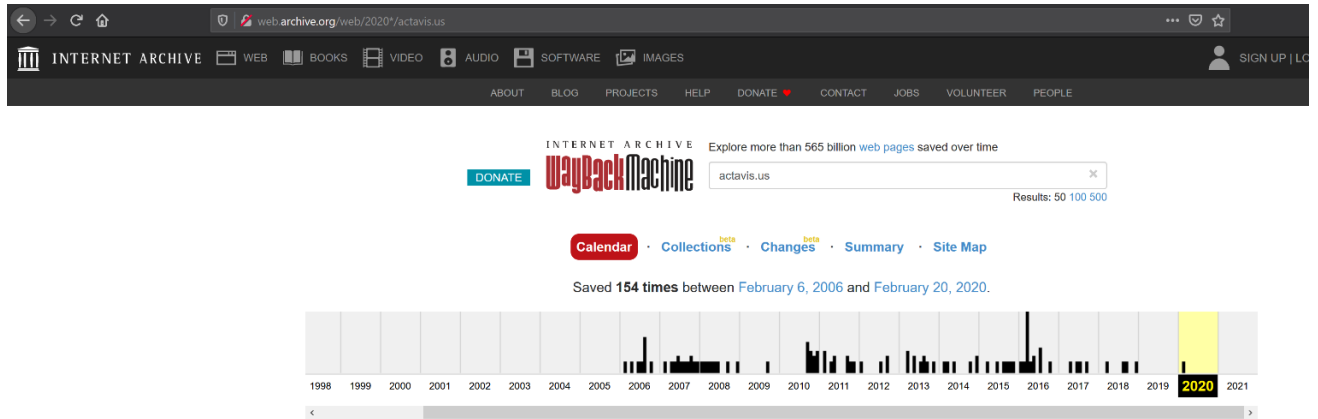 web.archive.org/web/2020*/actavis.us
INTERNET ARCHIVE WEB BOOKS VIDEO AUDIO SOFTWARE IMAGES SIGN UP | LO
ABOUT BLOG PROJECTS HELP DONATE CONTACT JOBS VOLUNTEER PEOPLE
INTERNET ARCHIVE
WayBackMachine
DONATE
Explore more than 565 billion web pages saved over time
actavis.us
Results: 50 100 500
Calendar · Collections beta · Changes beta · Summary · Site Map
Saved 154 times between February 6, 2006 and February 20, 2020.
1998 1999 2000 2001 2002 2003 2004 2005 2006 2007 2008 2009 2010 2011 2012 2013 2014 2015 2016 2017 2018 2019 2020 2021